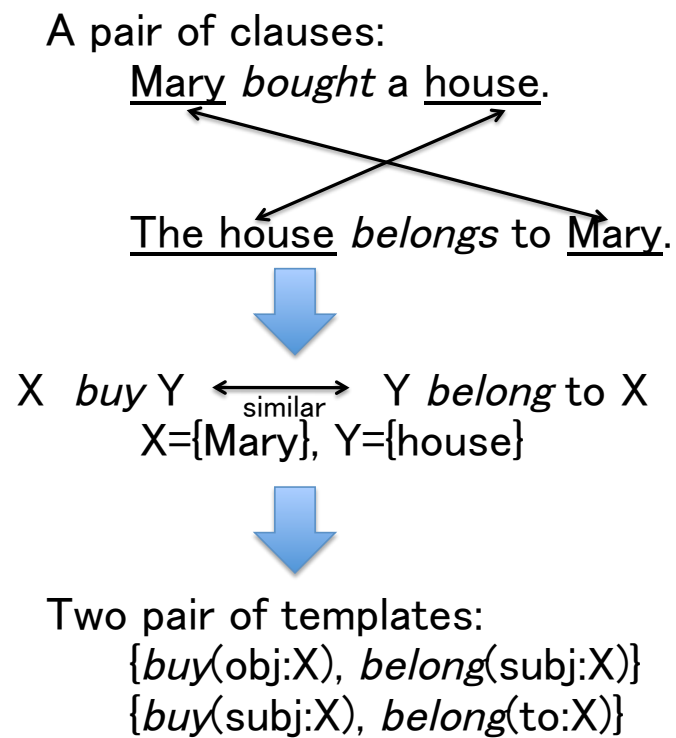 A pair of clauses:
Mary bought a house.
The house belongs to Mary.
X buy Y similar Y belong to X
X={Mary}, Y={house}
Two pair of templates:
{buy(obj:X), belong(subj:X)}
{buy(subj:X), belong(to:X)}